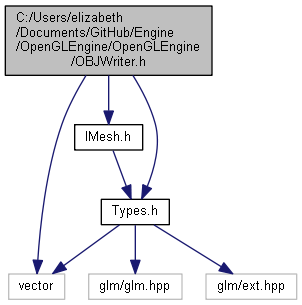 C:/Users/elizabeth
/Documents/GitHub/Engine
/OpenGLEngine/OpenGLEngine
/OBJWriter.h
IMesh.h
Types.h
vector
glm/glm.hpp
glm/ext.hpp